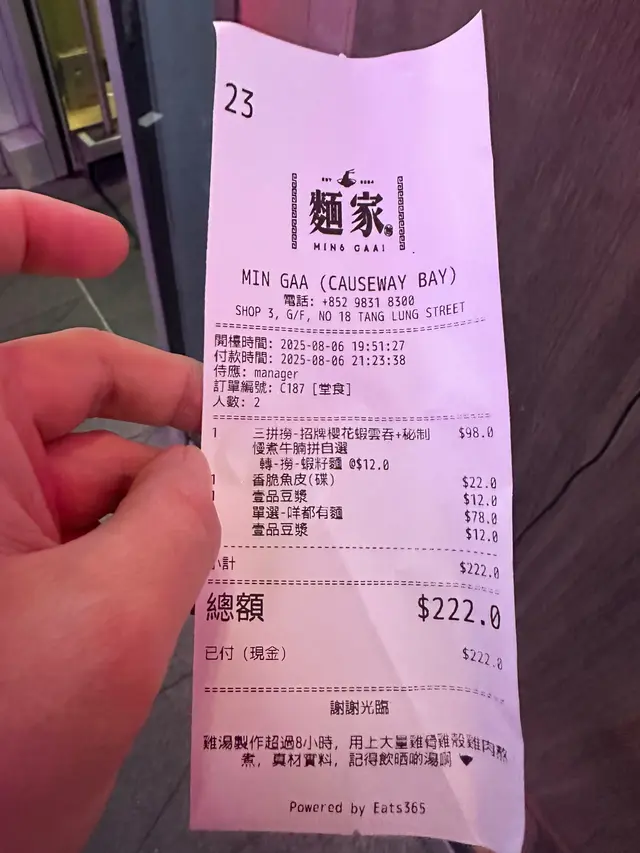 23
麵家
MING GAAI
MIN GAA (CAUSEWAY BAY)
電話: +852 9831 8300
SHOP 3, G/F, NO 18 TANG LUNG STREET
開檯時間: 2025-08-06 19:51:27
付款時間: 2025-08-06 21:23:38
侍應: manager
訂單編號: C187 [堂食]
人數: 2
1 三拼撈-招牌櫻花蝦雲吞+秘制 $98.0
慢煮牛腩拼自選
轉-撈-蝦籽麵 @$12.0
1 香脆魚皮(碟) $22.0
1 壹品豆漿 $12.0
單選-咩都有麵 $78.0
壹品豆漿 $12.0
小計 $222.0
總額 $222.0
已付 (現金) $222.0
謝謝光臨
雞湯製作超過8小時, 用上大量雞骨雞殼雞肉熬
煮, 真材實料, 記得飲晒啲湯啊
Powered by Eats365